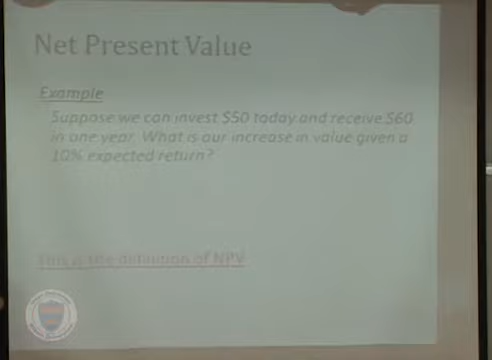 Net Present Value
Example
Suppose we can invest $50 today and receive $60
in one year. What is our increase in value given a
10% expected return?
This is the definition of NPV